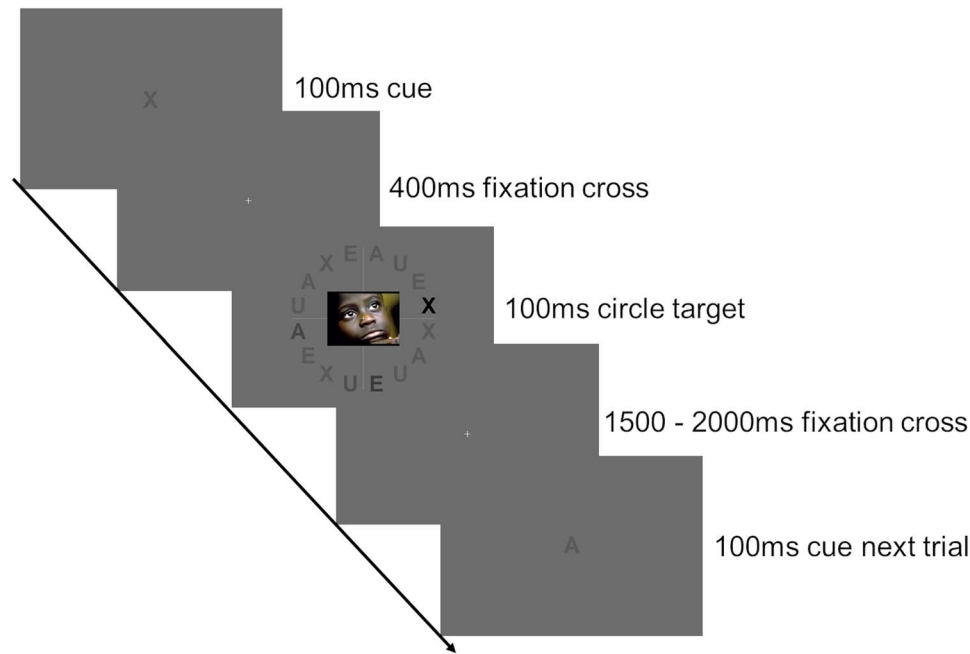 X
100ms cue
400ms fixation cross
E A
X U
A E
U X
A X
E A
X U
U E
100ms circle target
1500 - 2000ms fixation cross
A
100ms cue next trial